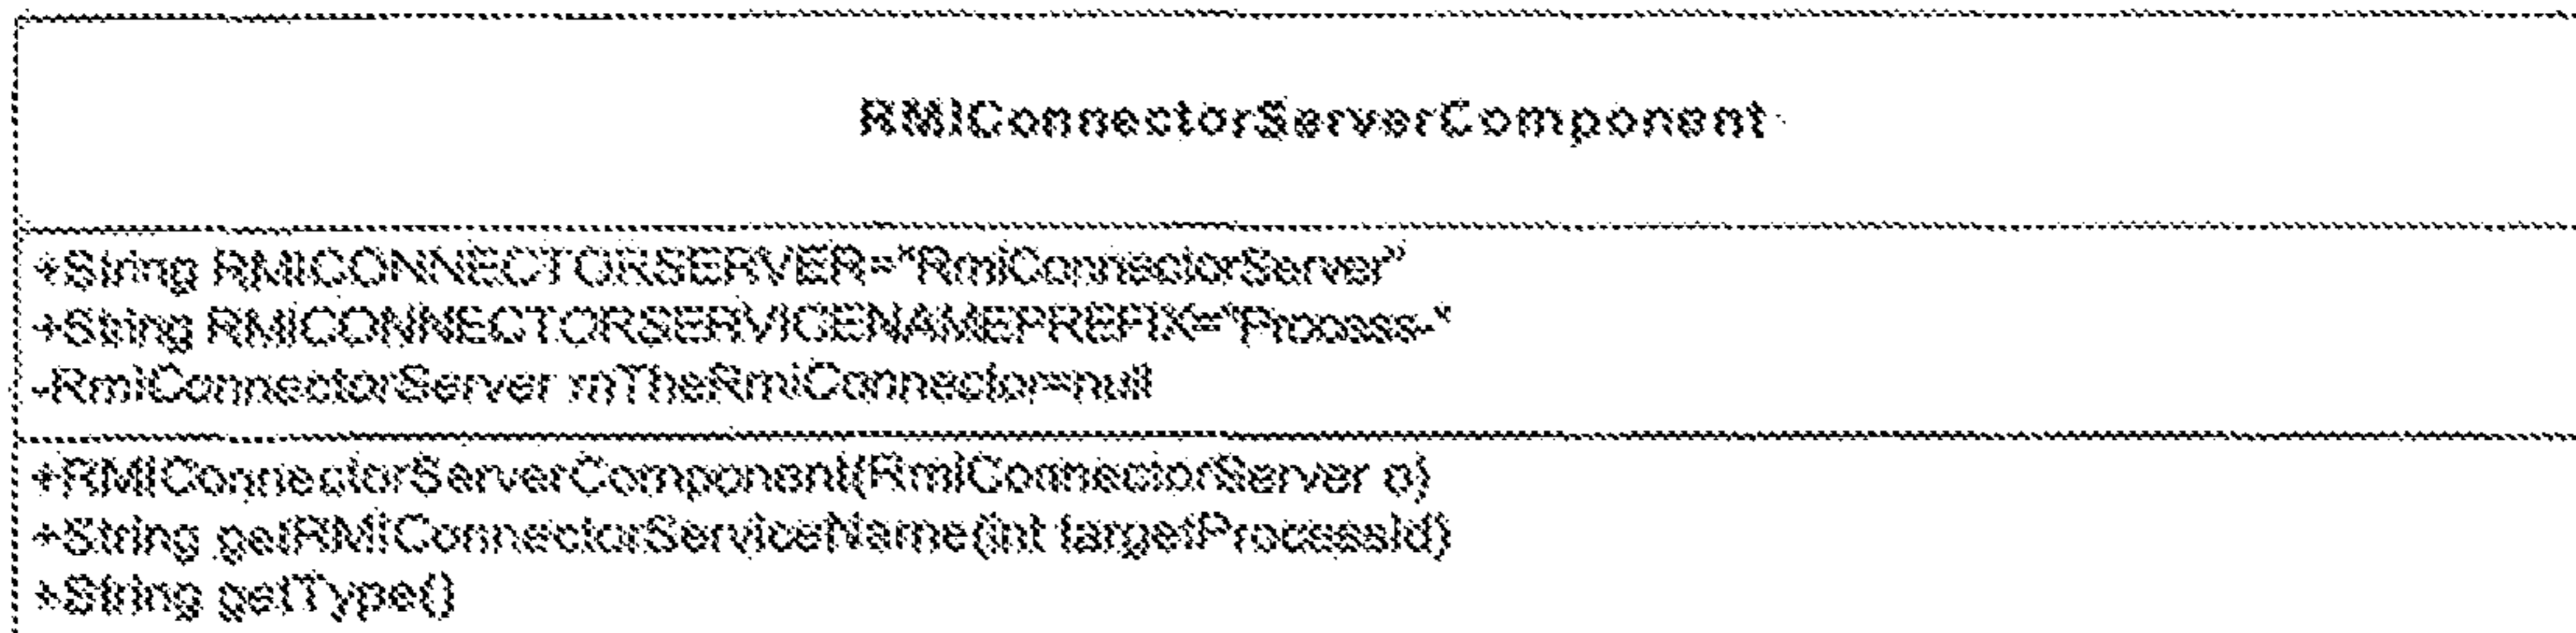 RMIConnectorServerComponent
+String RMICONNECTORSERVER="RmiConnectorServer"
+String RMICONNECTORSERVICENAMEPREFIX="Process-"
-RmiConnectorServer mTheRmiConnector=null
+RMIConnectorServerComponent(RmiConnectorServer o)
+String getRMIConnectorServiceName(int targetProcessId)
+String getType()